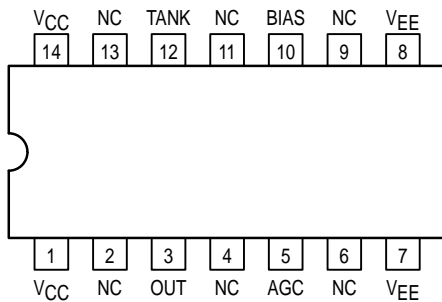 VCC NC TANK NC BIAS NC VEE
14 13 12 11 10 9 8
1 2 3 4 5 6 7
VCC NC OUT NC AGC NC VEE